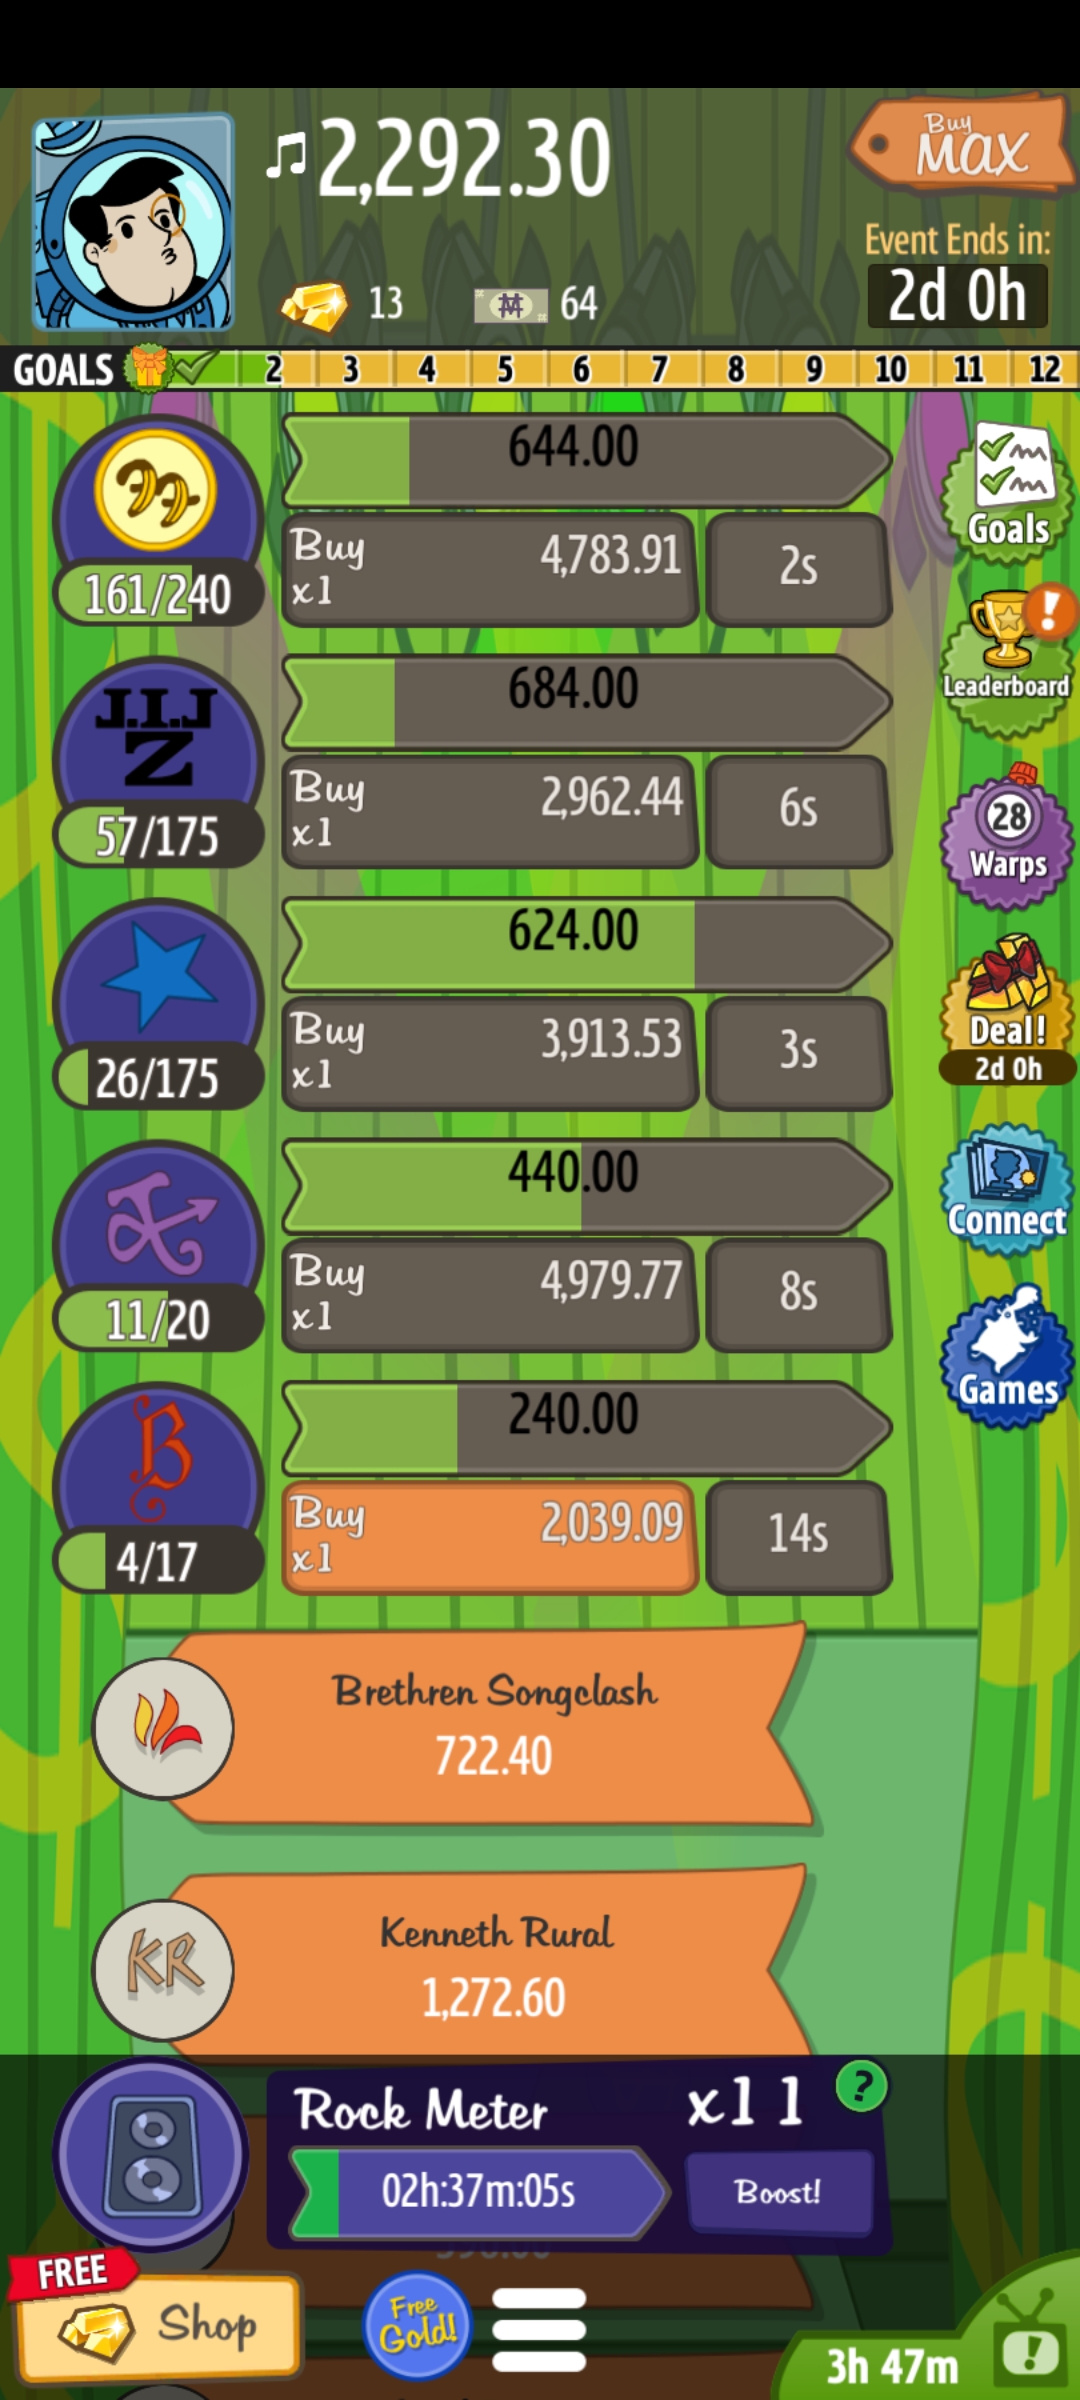 2,292.30
Buy
MAX
13
64
Event Ends in:
2d 0h
GOALS 2 3 4 5 6 7 8 9 10 11 12
644.00
Buy
x1
4,783.91
2s
161/240
Goals
J.I.J
Z
684.00
Buy
x1
2,962.44
6s
57/175
Leaderboard
28
Warps
624.00
Buy
x1
3,913.53
3s
26/175
Deal!
2d 0h
440.00
Buy
x1
4,979.77
8s
11/20
Connect
B
240.00
Buy
x1
2,039.09
14s
4/17
Games
Brethren Songclash
722.40
KR
Kenneth Rural
1,272.60
Rock Meter
x1 1
?
02h:37m:05s
Boost!
FREE
Shop
Free
Gold!
3h 47m